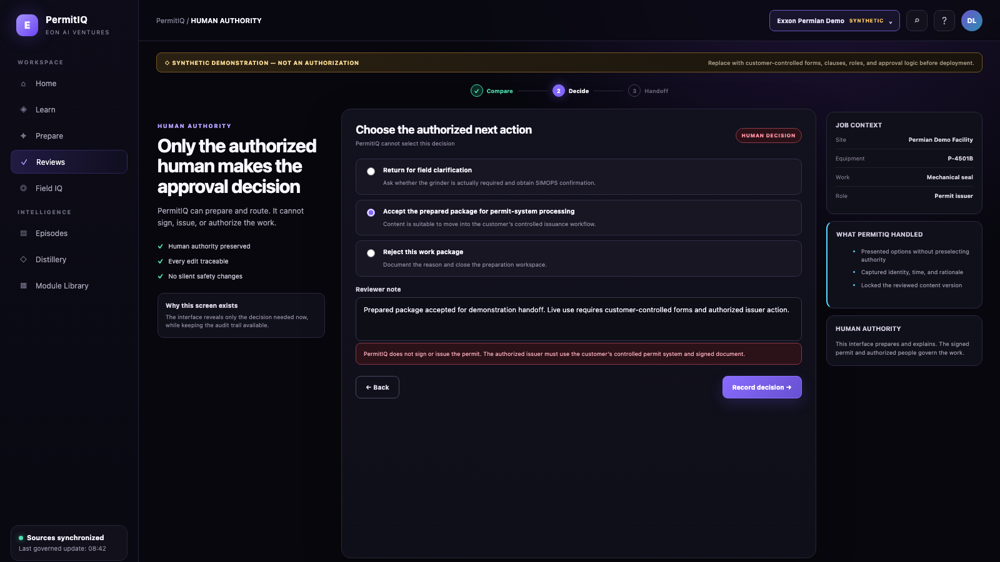 E
PermitIQ
EON AI VENTURES
WORKSPACE
Home
Learn
Prepare
Reviews
Field IQ
INTELLIGENCE
Episodes
Distillery
Module Library
Sources synchronized
Last governed update: 08:42
PermitIQ / HUMAN AUTHORITY
Exxon Permian Demo SYNTHETIC
?
DL
SYNTHETIC DEMONSTRATION — NOT AN AUTHORIZATION
Replace with customer-controlled forms, clauses, roles, and approval logic before deployment.
✓ Compare
2 Decide
3 Handoff
HUMAN AUTHORITY
Only the authorized
human makes the
approval decision
PermitIQ can prepare and route. It cannot
sign, issue, or authorize the work.
✓ Human authority preserved
✓ Every edit traceable
✓ No silent safety changes
Why this screen exists
The interface reveals only the decision needed now,
while keeping the audit trail available.
Choose the authorized next action
PermitIQ cannot select this decision
HUMAN DECISION
Return for field clarification
Ask whether the grinder is actually required and obtain SIMOPS confirmation.
Accept the prepared package for permit-system processing
Content is suitable to move into the customer's controlled issuance workflow.
Reject this work package
Document the reason and close the preparation workspace.
Reviewer note
Prepared package accepted for demonstration handoff. Live use requires customer-controlled forms and authorized issuer action.
PermitIQ does not sign or issue the permit. The authorized issuer must use the customer's controlled permit system and signed document.
← Back
Record decision →
JOB CONTEXT
Site Permian Demo Facility
Equipment P-4501B
Work Mechanical seal
Role Permit issuer
WHAT PERMITIQ HANDLED
• Presented options without preselecting
authority
• Captured identity, time, and rationale
• Locked the reviewed content version
HUMAN AUTHORITY
This interface prepares and explains. The signed
permit and authorized people govern the work.